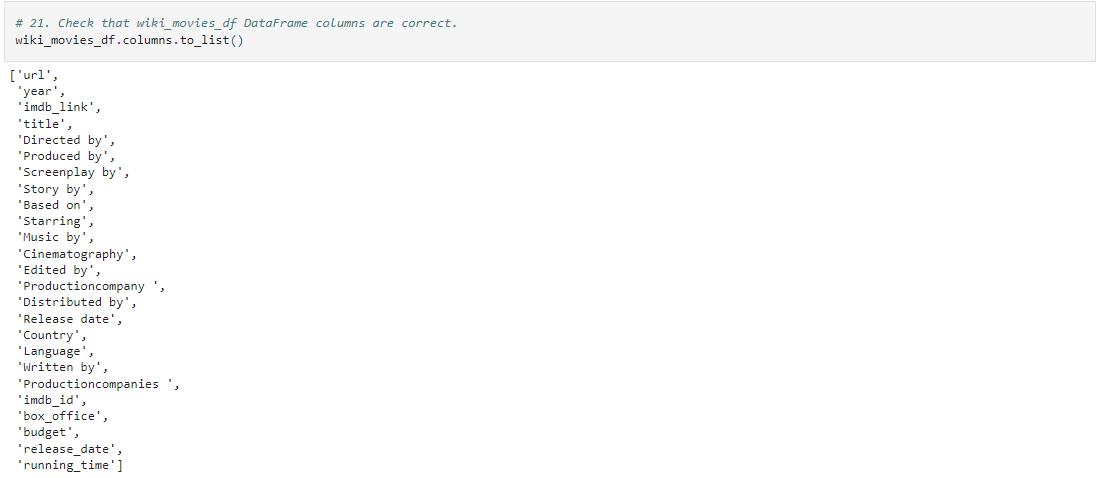 # 21. Check that wiki_movies_df DataFrame columns are correct.
wiki_movies_df.columns.to_list()
['url',
 'year',
 'imdb_link',
 'title',
 'Directed by',
 'Produced by',
 'Screenplay by',
 'Story by',
 'Based on',
 'Starring',
 'Music by',
 'Cinematography',
 'Edited by',
 'Productioncompany ',
 'Distributed by',
 'Release date',
 'Country',
 'Language',
 'Written by',
 'Productioncompanies ',
 'imdb_id',
 'box_office',
 'budget',
 'release_date',
 'running_time']